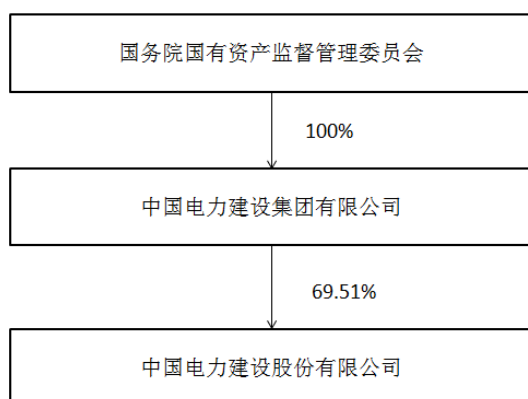 国务院国有资产监督管理委员会
100%
中国电力建设集团有限公司
69.51%
中国电力建设股份有限公司